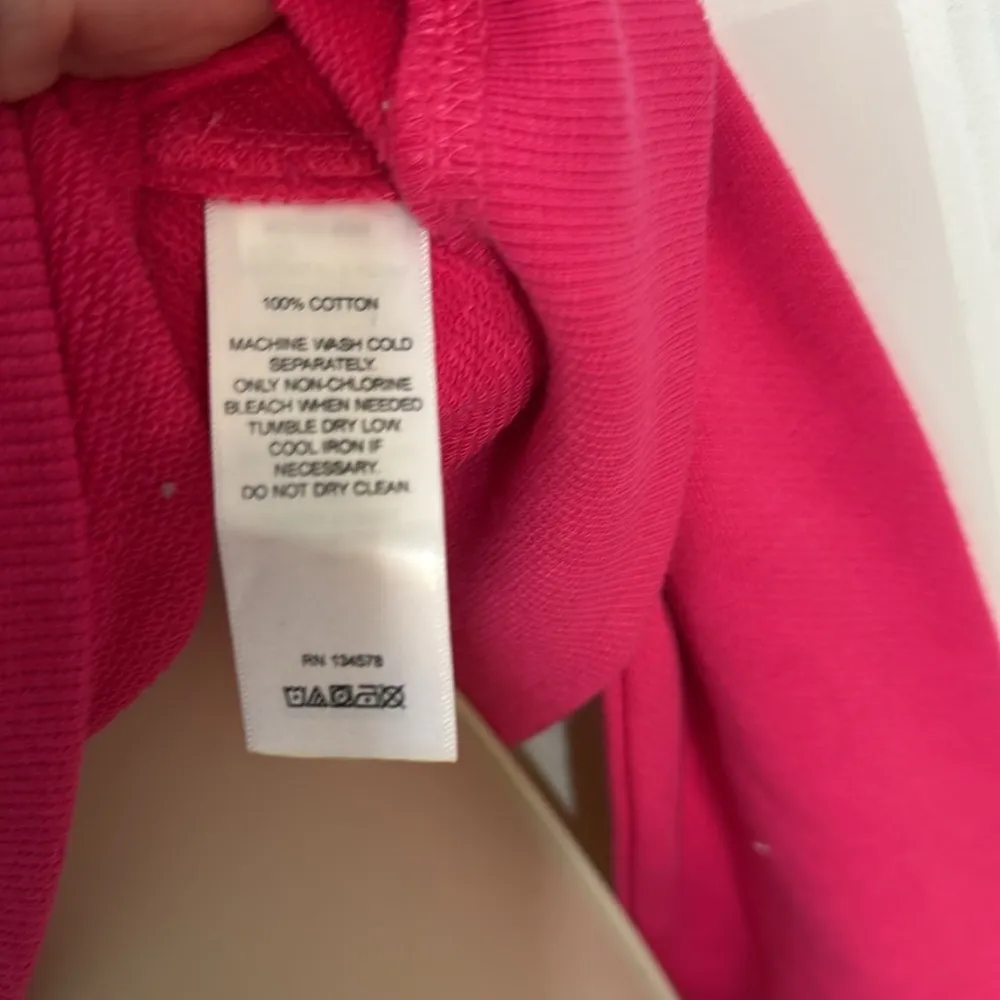 100% COTTON
MACHINE WASH COLD
SEPARATELY.
ONLY NON-CHLORINE
BLEACH WHEN NEEDED
TUMBLE DRY LOW.
COOL IRON IF
NECESSARY.
DO NOT DRY CLEAN.
RN 134578